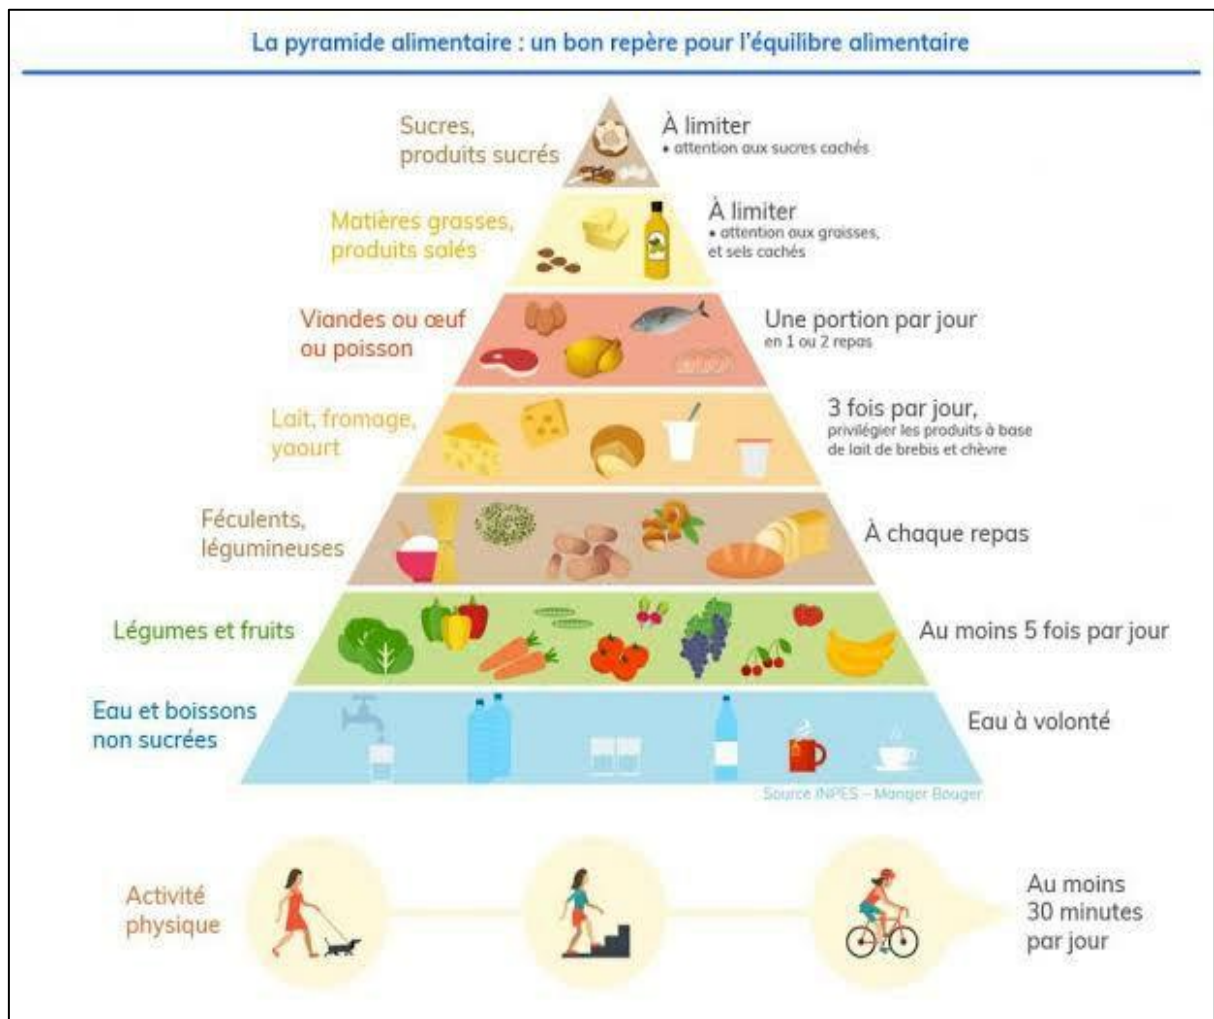 La pyramide alimentaire : un bon repère pour l'équilibre alimentaire
Sucres,
produits sucrés
À limiter
• attention aux sucres cachés
Matières grasses,
produits salés
À limiter
• attention aux graisses,
et sels cachés
Viandes ou œuf
ou poisson
Une portion par jour
en 1 ou 2 repas
Lait, fromage,
yaourt
3 fois par jour,
privilégier les produits à base
de lait de brebis et chèvre
Féculents,
légumineuses
À chaque repas
Légumes et fruits
Au moins 5 fois par jour
Eau et boissons
non sucrées
Eau à volonté
Source INPES – Manger Bouger
Activité
physique
Au moins
30 minutes
par jour